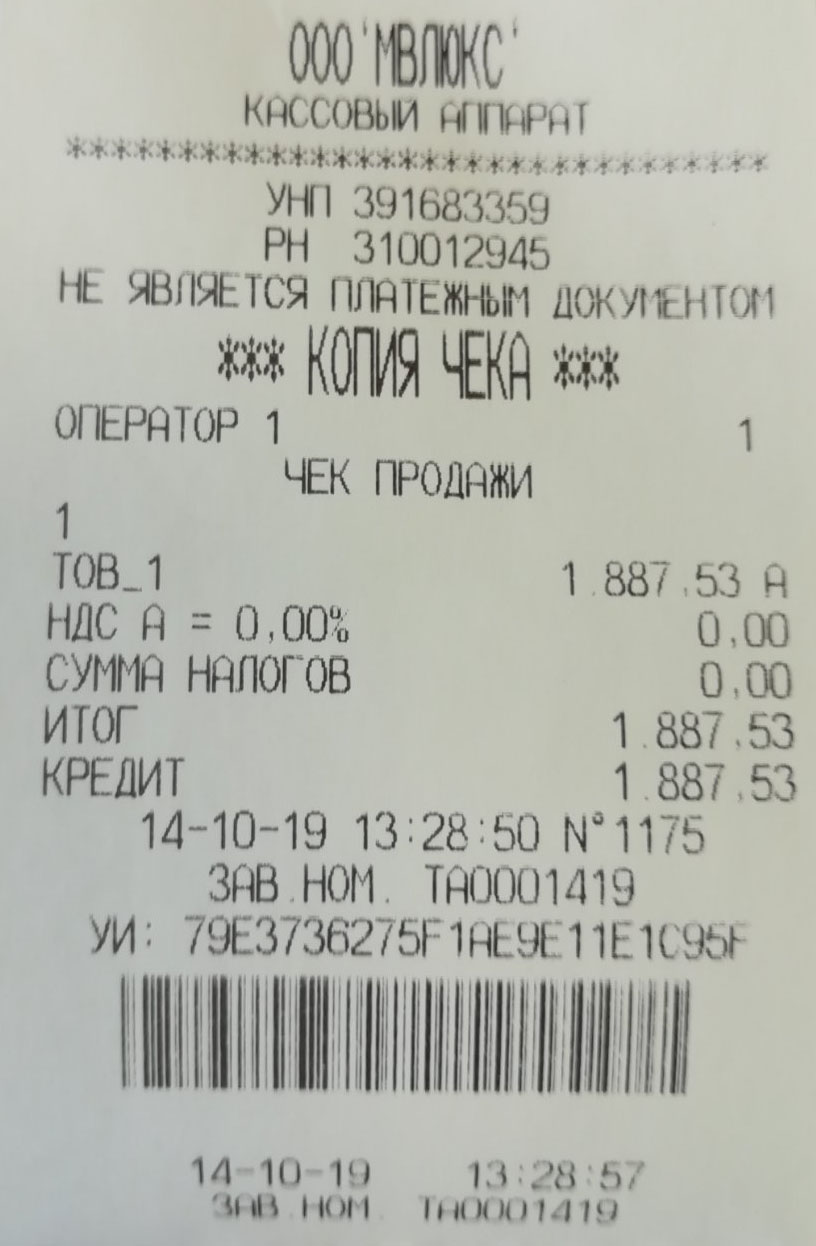 ООО 'МВЛЮКС'
КАССОВЫЙ АППАРАТ
*******************************
УНП 391683359
РН 310012945
НЕ ЯВЛЯЕТСЯ ПЛАТЕЖНЫМ ДОКУМЕНТОМ
*** КОПИЯ ЧЕКА ***
ОПЕРАТОР 1 1
ЧЕК ПРОДАЖИ
1
ТОВ_1 1.887,53 А
НДС А = 0,00% 0,00
СУММА НАЛОГОВ 0,00
ИТОГ 1.887,53
КРЕДИТ 1.887,53
14-10-19 13:28:50 N°1175
ЗАВ.НОМ. ТА0001419
УИ: 79E3736275F1AE9E11E1C95F
14-10-19 13:28:57
ЗАВ.НОМ. ТА0001419